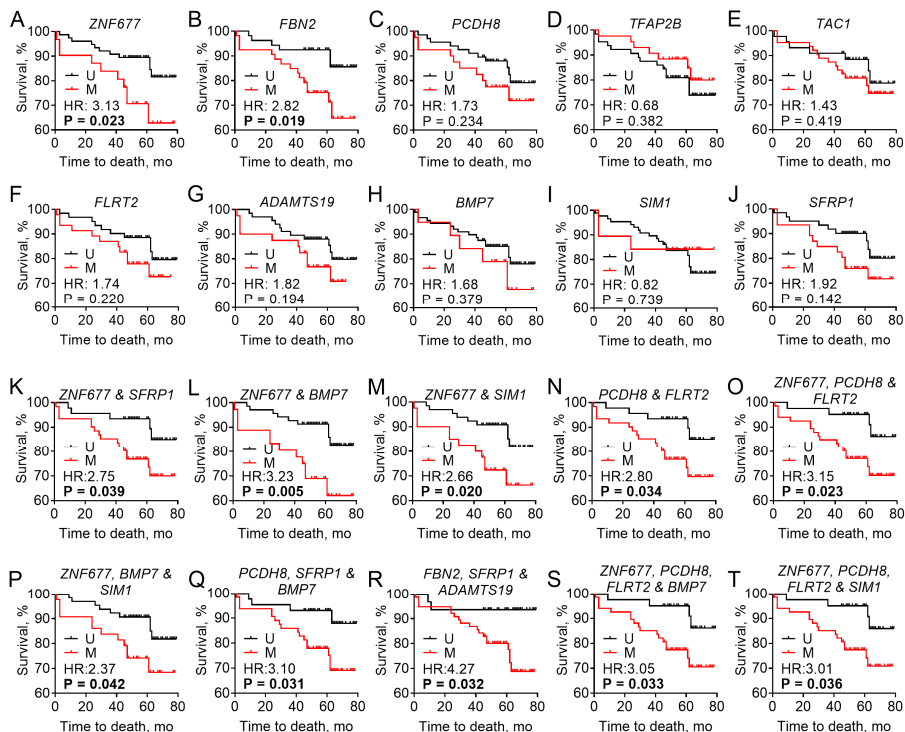 A ZNF677
Survival, %
100
90
80
70
60
U
M
HR: 3.13
P = 0.023
0 20 40 60 80
Time to death, mo
B FBN2
Survival, %
100
90
80
70
60
U
M
HR: 2.82
P = 0.019
0 20 40 60 80
Time to death, mo
C PCDH8
Survival, %
100
90
80
70
60
U
M
HR: 1.73
P = 0.234
0 20 40 60 80
Time to death, mo
D TFAP2B
Survival, %
100
90
80
70
60
U
M
HR: 0.68
P = 0.382
0 20 40 60 80
Time to death, mo
E TAC1
Survival, %
100
90
80
70
60
U
M
HR: 1.43
P = 0.419
0 20 40 60 80
Time to death, mo
F FLRT2
Survival, %
100
90
80
70
60
U
M
HR: 1.74
P = 0.220
0 20 40 60 80
Time to death, mo
G ADAMTS19
Survival, %
100
90
80
70
60
U
M
HR: 1.82
P = 0.194
0 20 40 60 80
Time to death, mo
H BMP7
Survival, %
100
90
80
70
60
U
M
HR: 1.68
P = 0.379
0 20 40 60 80
Time to death, mo
I SIM1
Survival, %
100
90
80
70
60
U
M
HR: 0.82
P = 0.739
0 20 40 60 80
Time to death, mo
J SFRP1
Survival, %
100
90
80
70
60
U
M
HR: 1.92
P = 0.142
0 20 40 60 80
Time to death, mo
K ZNF677 & SFRP1
Survival, %
100
90
80
70
60
U
M
HR:2.75
P = 0.039
0 20 40 60 80
Time to death, mo
L ZNF677 & BMP7
Survival, %
100
90
80
70
60
U
M
HR:3.23
P = 0.005
0 20 40 60 80
Time to death, mo
M ZNF677 & SIM1
Survival, %
100
90
80
70
60
U
M
HR:2.66
P = 0.020
0 20 40 60 80
Time to death, mo
N PCDH8 & FLRT2
Survival, %
100
90
80
70
60
U
M
HR:2.80
P = 0.034
0 20 40 60 80
Time to death, mo
O ZNF677, PCDH8 &
FLRT2
Survival, %
100
90
80
70
60
U
M
HR:3.15
P = 0.023
0 20 40 60 80
Time to death, mo
P ZNF677, BMP7 &
SIM1
Survival, %
100
90
80
70
60
U
M
HR:2.37
P = 0.042
0 20 40 60 80
Time to death, mo
Q PCDH8, SFRP1 &
BMP7
Survival, %
100
90
80
70
60
U
M
HR:3.10
P = 0.031
0 20 40 60 80
Time to death, mo
R FBN2, SFRP1 &
ADAMTS19
Survival, %
100
90
80
70
60
U
M
HR:4.27
P = 0.032
0 20 40 60 80
Time to death, mo
S ZNF677, PCDH8,
FLRT2 & BMP7
Survival, %
100
90
80
70
60
U
M
HR:3.05
P = 0.033
0 20 40 60 80
Time to death, mo
T ZNF677, PCDH8,
FLRT2 & SIM1
Survival, %
100
90
80
70
60
U
M
HR:3.01
P = 0.036
0 20 40 60 80
Time to death, mo